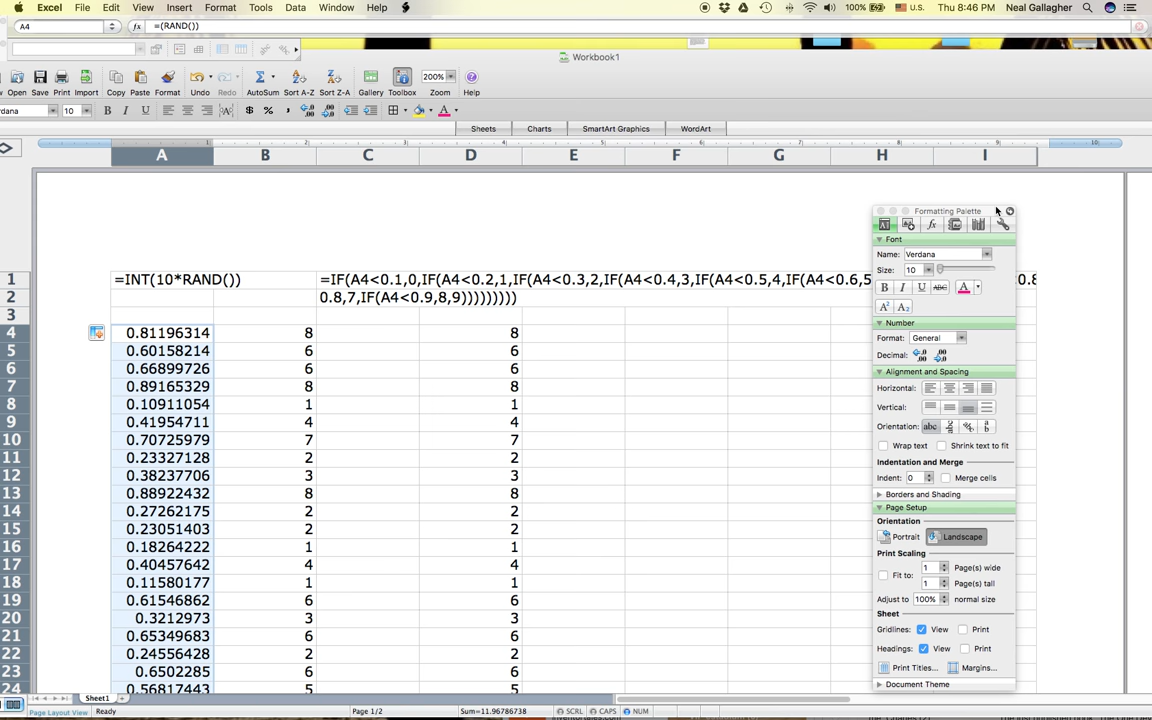 Excel File Edit View Insert Format Tools Data Window Help 100% U.S. Thu 8:46 PM Neal Gallagher
A4 fx =(RAND())
Workbook1
200%
Open Save Print Import Copy Paste Format Undo Redo AutoSum Sort A-Z Sort Z-A Gallery Toolbox Zoom Help
rdana 10 B I U A $ % A
Sheets Charts SmartArt Graphics WordArt
A B C D E F G H I
Formatting Palette
Font
Name: Verdana
Size: 10
B I U ABC A
A2 A2
Number
Format: General
Decimal:
Alignment and Spacing
Horizontal:
Vertical:
Orientation: abc
Wrap text Shrink text to fit
Indentation and Merge
Indent: 0 Merge cells
Borders and Shading
Page Setup
Orientation
Portrait Landscape
Print Scaling
Fit to: 1 Page(s) wide
1 Page(s) tall
Adjust to 100% normal size
Sheet
Gridlines: View Print
Headings: View Print
Print Titles... Margins...
Document Theme
1 =INT(10*RAND()) =IF(A4<0.1,0,IF(A4<0.2,1,IF(A4<0.3,2,IF(A4<0.4,3,IF(A4<0.5,4,IF(A4<0.6,5
2 0.8,7,IF(A4<0.9,8,9)))))))))
3
4 0.81196314 8 8
5 0.60158214 6 6
6 0.66899726 6 6
7 0.89165329 8 8
8 0.10911054 1 1
9 0.41954711 4 4
10 0.70725979 7 7
11 0.23327128 2 2
12 0.38237706 3 3
13 0.88922432 8 8
14 0.27262175 2 2
15 0.23051403 2 2
16 0.18264222 1 1
17 0.40457642 4 4
18 0.11580177 1 1
19 0.61546862 6 6
20 0.3212973 3 3
21 0.65349683 6 6
22 0.24556428 2 2
23 0.6502285 6 6
24 0.56817443 5 5
Sheet1
Page Layout View Ready Page 1/2 Sum=11.96786738 SCRL CAPS NUM